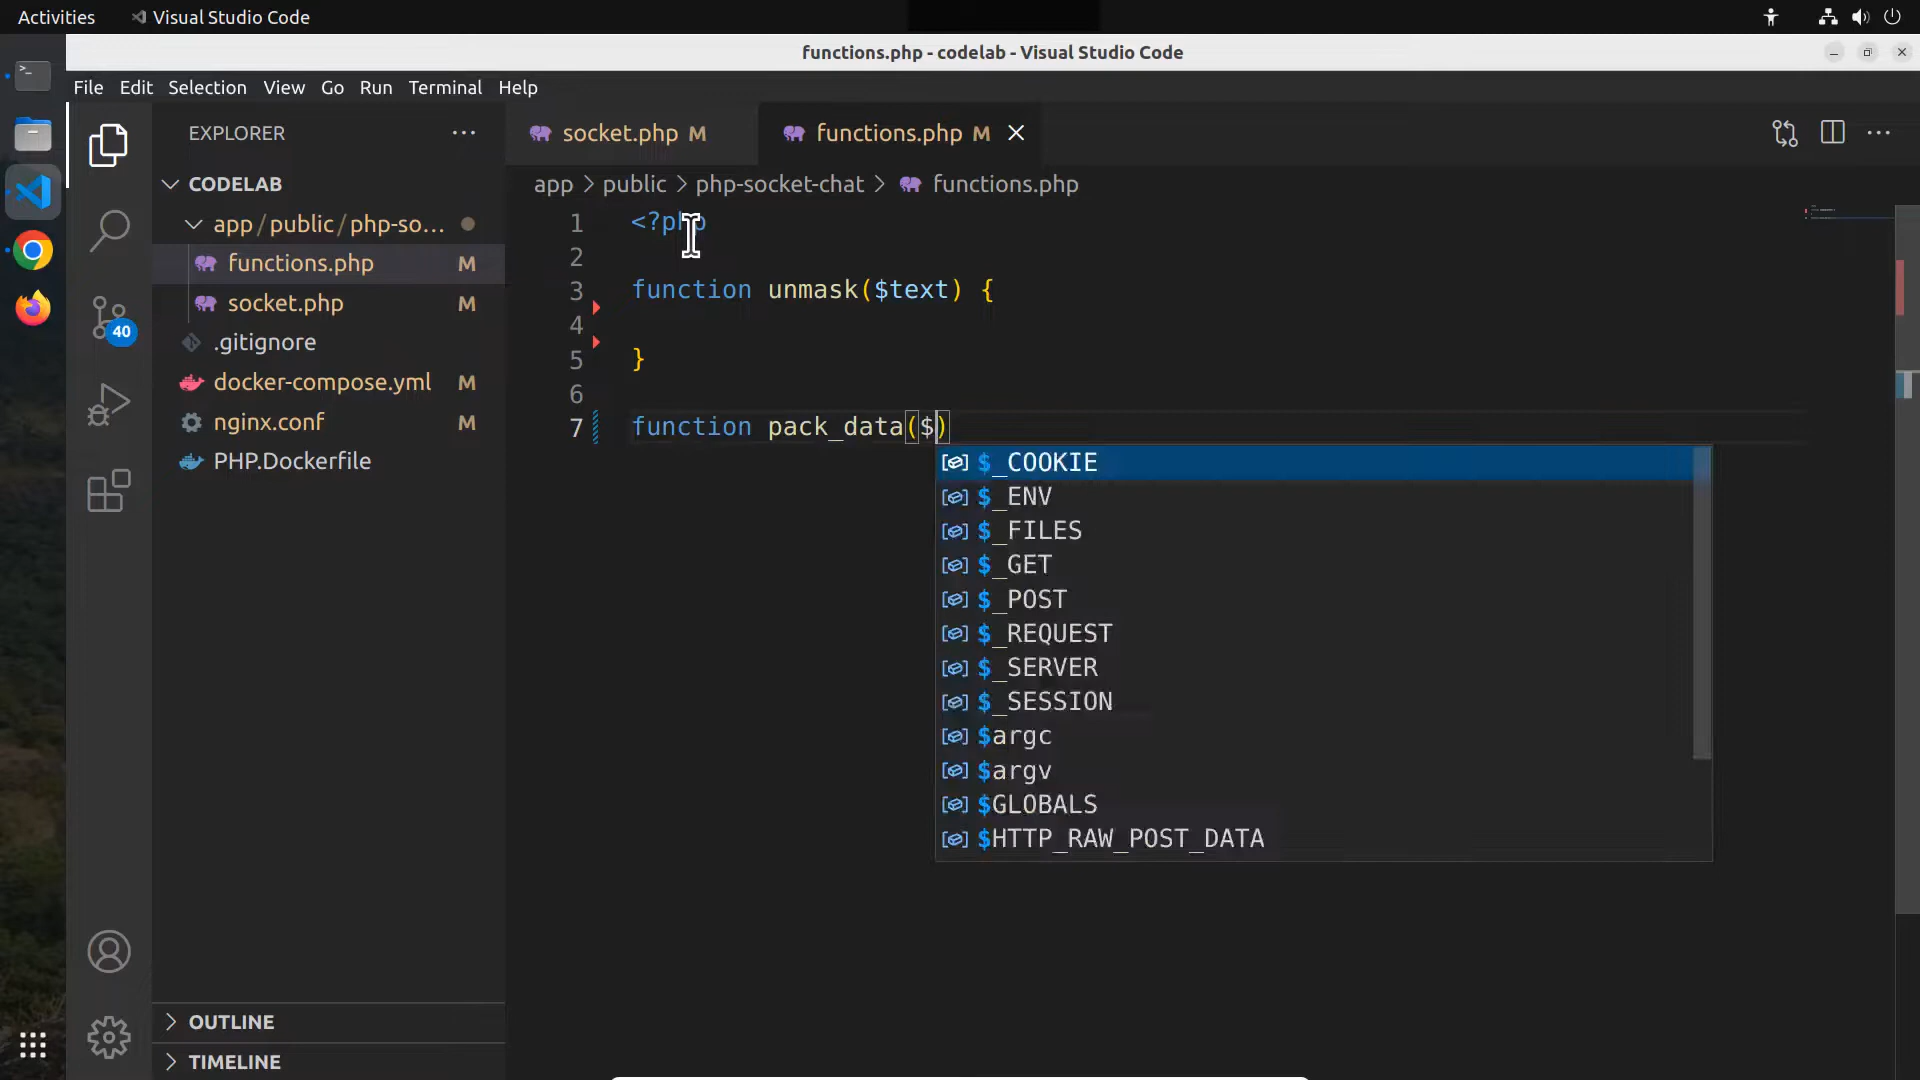 Activities Visual Studio Code
functions.php - codelab - Visual Studio Code
File Edit Selection View Go Run Terminal Help
EXPLORER
socket.php M
functions.php M
CODELAB
app/public/php-so...
functions.php M
socket.php M
.gitignore
docker-compose.yml M
nginx.conf M
PHP.Dockerfile
40
OUTLINE
TIMELINE
app > public > php-socket-chat > functions.php
1 <?php
2
3 function unmask($text) {
4
5 }
6
7 function pack_data($)
$_COOKIE
$_ENV
$_FILES
$_GET
$_POST
$_REQUEST
$_SERVER
$_SESSION
$argc
$argv
$GLOBALS
$HTTP_RAW_POST_DATA